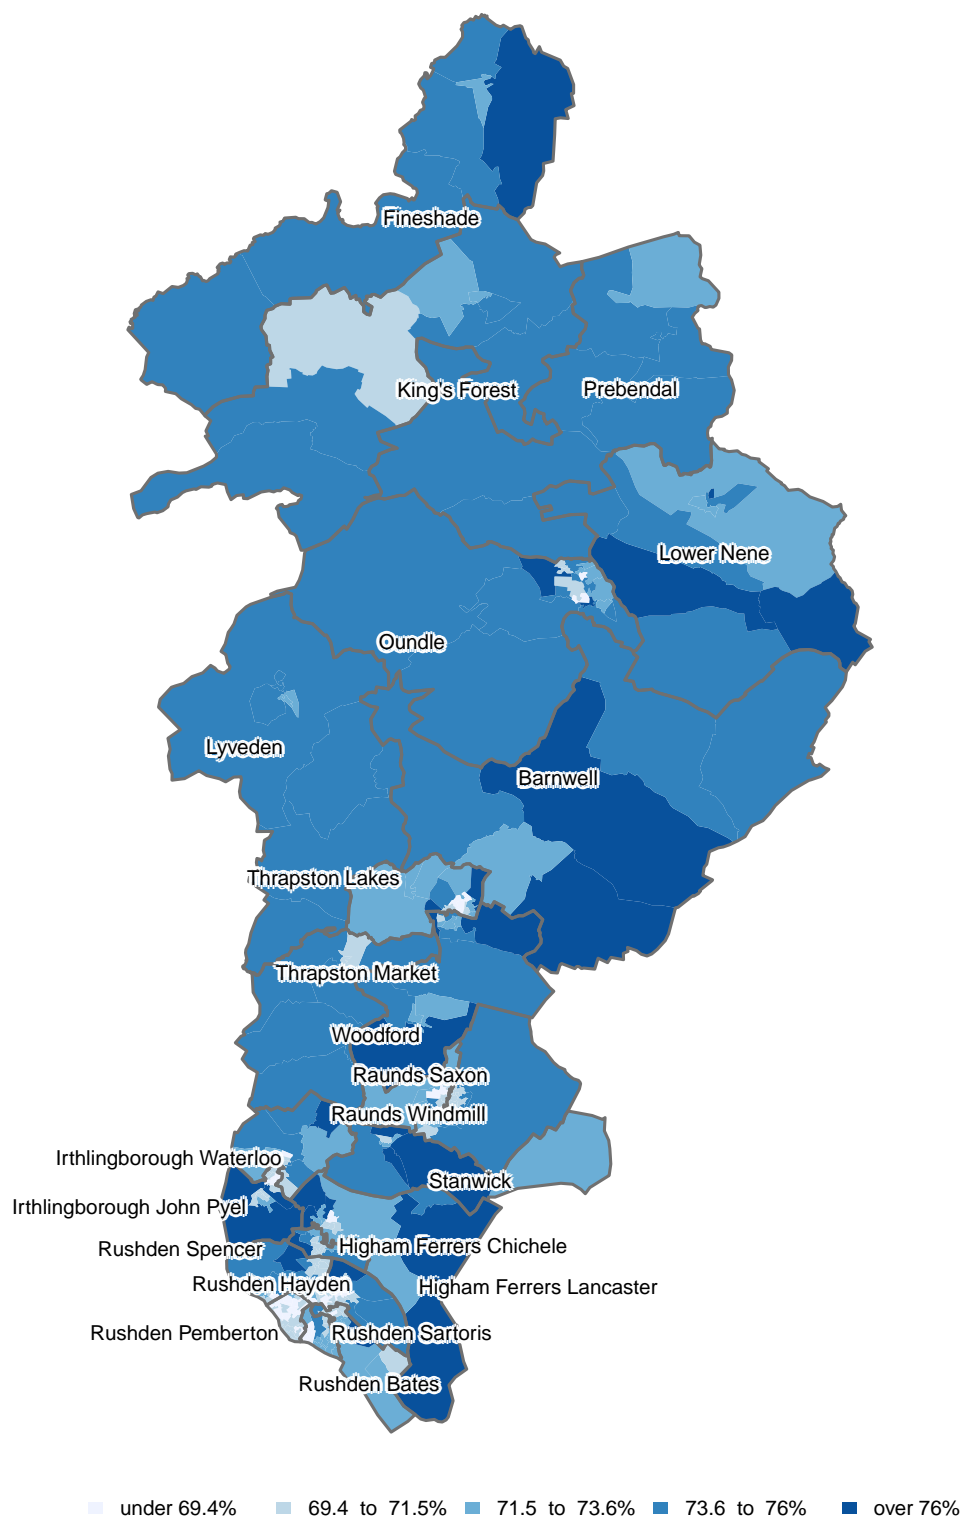 Fineshade
King's Forest
Prebendal
Lower Nene
Oundle
Lyveden
Barnwell
Thrapston Lakes
Thrapston Market
Woodford
Raunds Saxon
Raunds Windmill
Irthlingborough Waterloo
Stanwick
Irthlingborough John Pyel
Rushden Spencer
Higham Ferrers Chichele
Rushden Hayden
Higham Ferrers Lancaster
Rushden Pemberton
Rushden Sartoris
Rushden Bates
under 69.4% 69.4 to 71.5% 71.5 to 73.6% 73.6 to 76% over 76%